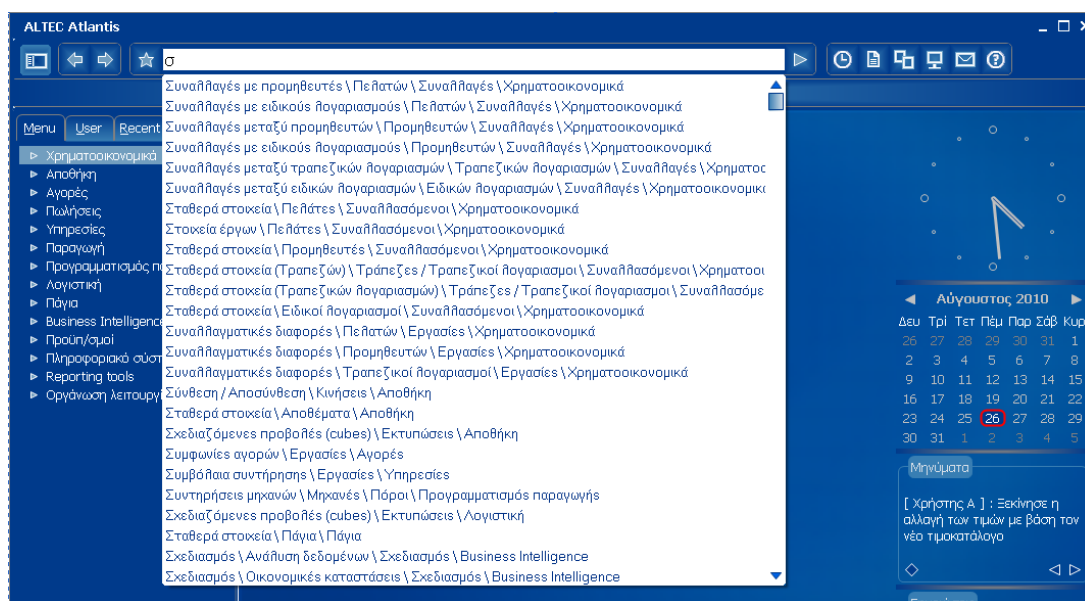 ALTEC Atlantis
σ
Συναλλαγές με προμηθευτές \ Πελατών \ Συναλλαγές \ Χρηματοοικονομικά
Συναλλαγές με ειδικούς λογαριασμούς \ Πελατών \ Συναλλαγές \ Χρηματοοικονομικά
Συναλλαγές μεταξύ προμηθευτών \ Προμηθευτών \ Συναλλαγές \ Χρηματοοικονομικά
Συναλλαγές με ειδικούς λογαριασμούς \ Προμηθευτών \ Συναλλαγές \ Χρηματοοικονομικά
Συναλλαγές μεταξύ τραπεζικών λογαριασμών \ Τραπεζικών λογαριασμών \ Συναλλαγές \ Χρηματοο
Συναλλαγές μεταξύ ειδικών λογαριασμών \ Ειδικών λογαριασμών \ Συναλλαγές \ Χρηματοοικονομικ
Σταθερά στοιχεία \ Πελάτες \ Συναλλασόμενοι \ Χρηματοοικονομικά
Στοιχεία έργων \ Πελάτες \ Συναλλασόμενοι \ Χρηματοοικονομικά
Σταθερά στοιχεία \ Προμηθευτές \ Συναλλασόμενοι \ Χρηματοοικονομικά
Σταθερά στοιχεία (Τραπεζών) \ Τράπεζες / Τραπεζικοί λογαριασμοι \ Συναλλασόμενοι \ Χρηματοοι
Σταθερά στοιχεία (Τραπεζικών λογαριασμών) \ Τράπεζες / Τραπεζικοί λογαριασμοι \ Συναλλασόμε
Σταθερά στοιχεία \ Ειδικοί λογαριασμοί \ Συναλλασόμενοι \ Χρηματοοικονομικά
Συναλλαγματικές διαφορές \ Πελατών \ Εργασίες \ Χρηματοοικονομικά
Συναλλαγματικές διαφορές \ Προμηθευτών \ Εργασίες \ Χρηματοοικονομικά
Συναλλαγματικές διαφορές \ Τραπεζικοί λογαριασμοί \ Εργασίες \ Χρηματοοικονομικά
Σύνθεση / Αποσύνθεση \ Κινήσεις \ Αποθήκη
Σταθερά στοιχεία \ Αποθέματα \ Αποθήκη
Σχεδιαζόμενες προβολές (cubes) \ Εκτυπώσεις \ Αποθήκη
Συμφωνίες αγορών \ Εργασίες \ Αγορές
Συμβόλαια συντήρησης \ Εργασίες \ Υπηρεσίες
Συντηρήσεις μηχανών \ Μηχανές \ Πόροι \ Προγραμματισμός παραγωγής
Σχεδιαζόμενες προβολές (cubes) \ Εκτυπώσεις \ Λογιστική
Σταθερά στοιχεία \ Πάγια \ Πάγια
Σχεδιασμός \ Ανάλυση δεδομένων \ Σχεδιασμός \ Business Intelligence
Σχεδιασμός \ Οικονομικές καταστάσεις \ Σχεδιασμός \ Business Intelligence
Menu User Recent
Χρηματοοικονομικά
Αποθήκη
Αγορές
Πωλήσεις
Υπηρεσίες
Παραγωγή
Προγραμματισμός π
Λογιστική
Πάγια
Business Intelligence
Προϋπ/σμοί
Πληροφοριακό σύστ
Reporting tools
Οργάνωση λειτουργί
Αύγουστος 2010
Δευ Τρί Τετ Πέμ Παρ Σάβ Κυρ
26 27 28 29 30 31 1
2 3 4 5 6 7 8
9 10 11 12 13 14 15
16 17 18 19 20 21 22
23 24 25 26 27 28 29
30 31 1 2 3 4 5
Μηνύματα
[ Χρήστης Α ] : Ξεκίνησε η
αλλαγή των τιμών με βάση τον
νέο τιμοκατάλογο